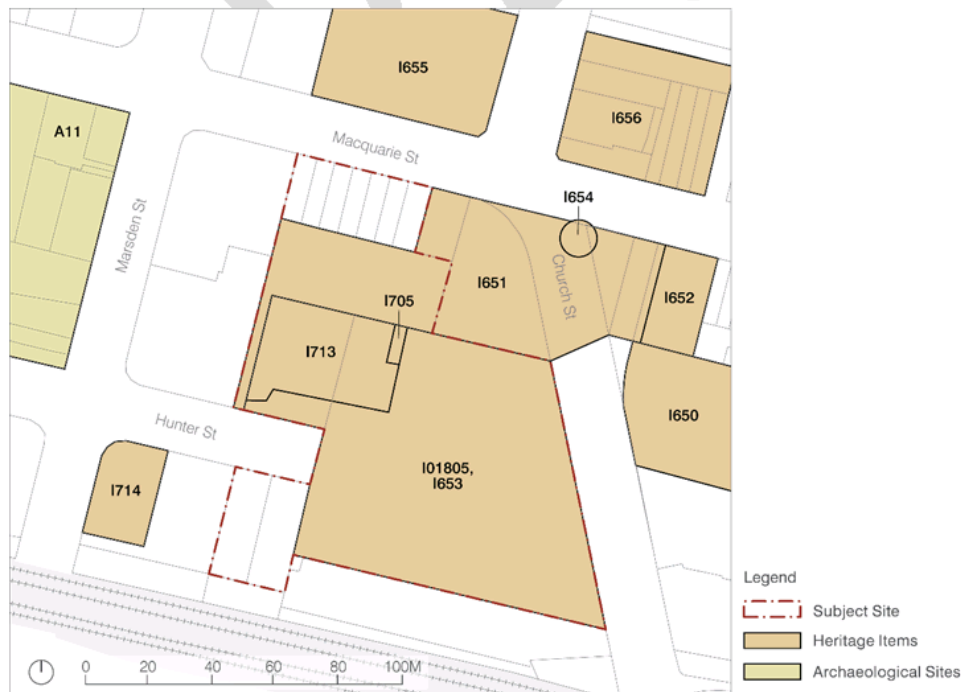 I655
A11
I656
Macquarie St
I654
Marsden St
I651
Church St
I652
I705
I713
I650
Hunter St
I01805,
I653
I714
Legend
Subject Site
Heritage Items
Archaeological Sites
0 20 40 60 80 100M